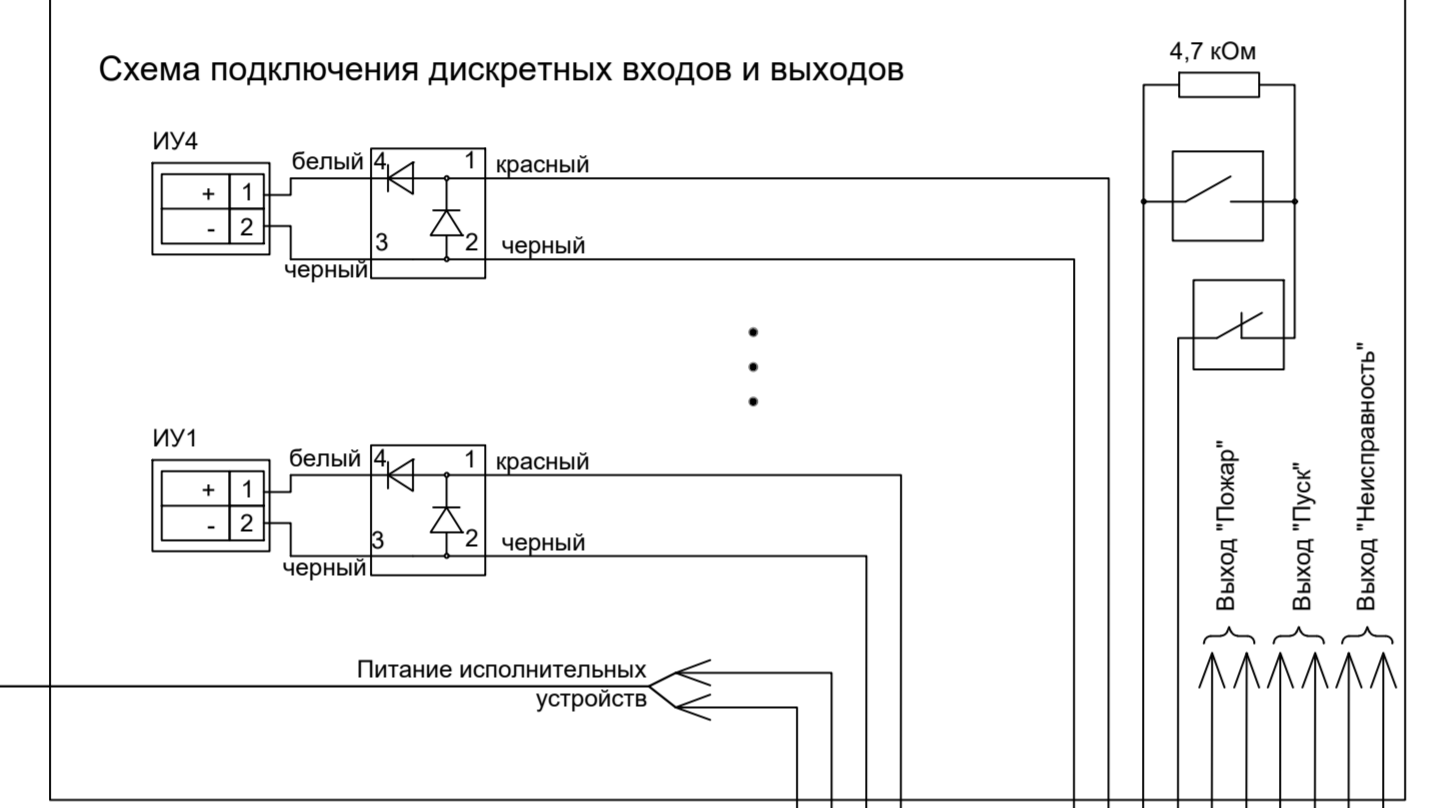 4,7 кОм
Схема подключения дискретных входов и выходов
ИУ4
белый 4 1 красный
+ 1
- 2
3 2 черный
черный
ИУ1
белый 4 1 красный
+ 1
- 2
3 2 черный
черный
Выход "Пожар"
Выход "Пуск"
Выход "Неисправность"
Питание исполнительных
устройств